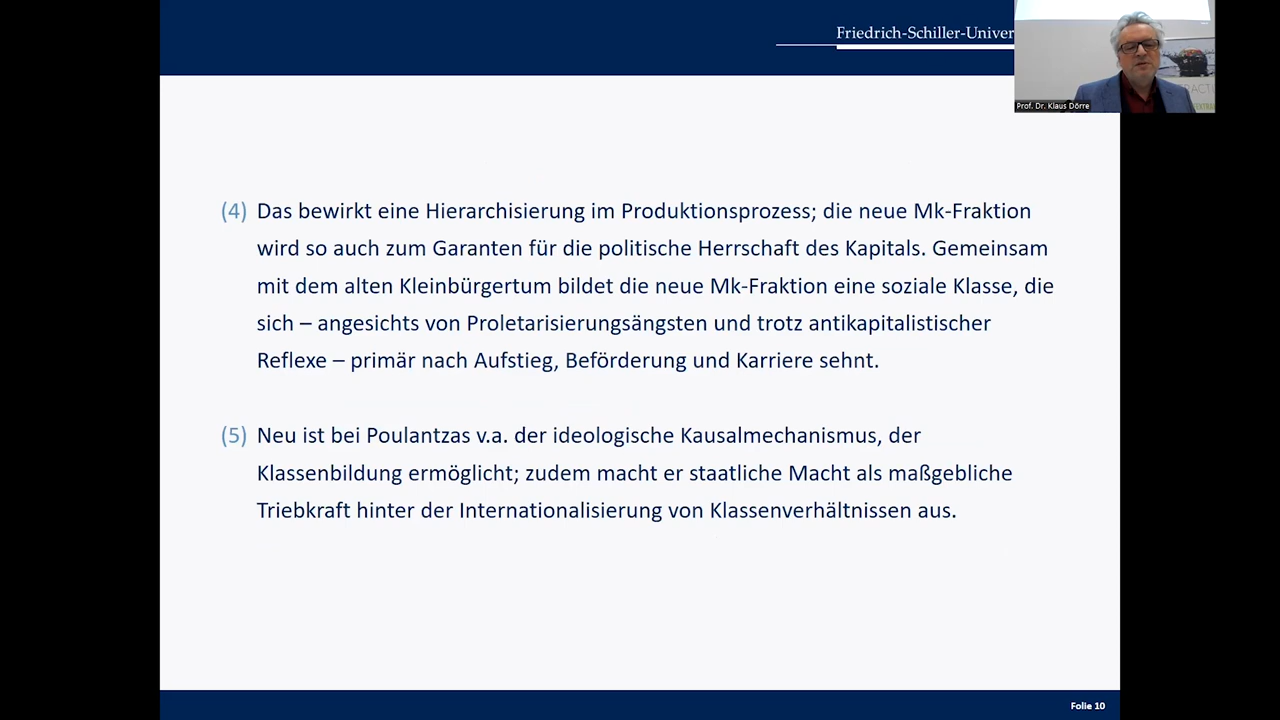 Friedrich-Schiller-Univer
Prof. Dr. Klaus Dörre
(4) Das bewirkt eine Hierarchisierung im Produktionsprozess; die neue Mk-Fraktion
wird so auch zum Garanten für die politische Herrschaft des Kapitals. Gemeinsam
mit dem alten Kleinbürgertum bildet die neue Mk-Fraktion eine soziale Klasse, die
sich – angesichts von Proletarisierungsängsten und trotz antikapitalistischer
Reflexe – primär nach Aufstieg, Beförderung und Karriere sehnt.
(5) Neu ist bei Poulantzas v.a. der ideologische Kausalmechanismus, der
Klassenbildung ermöglicht; zudem macht er staatliche Macht als maßgebliche
Triebkraft hinter der Internationalisierung von Klassenverhältnissen aus.
Folie 10